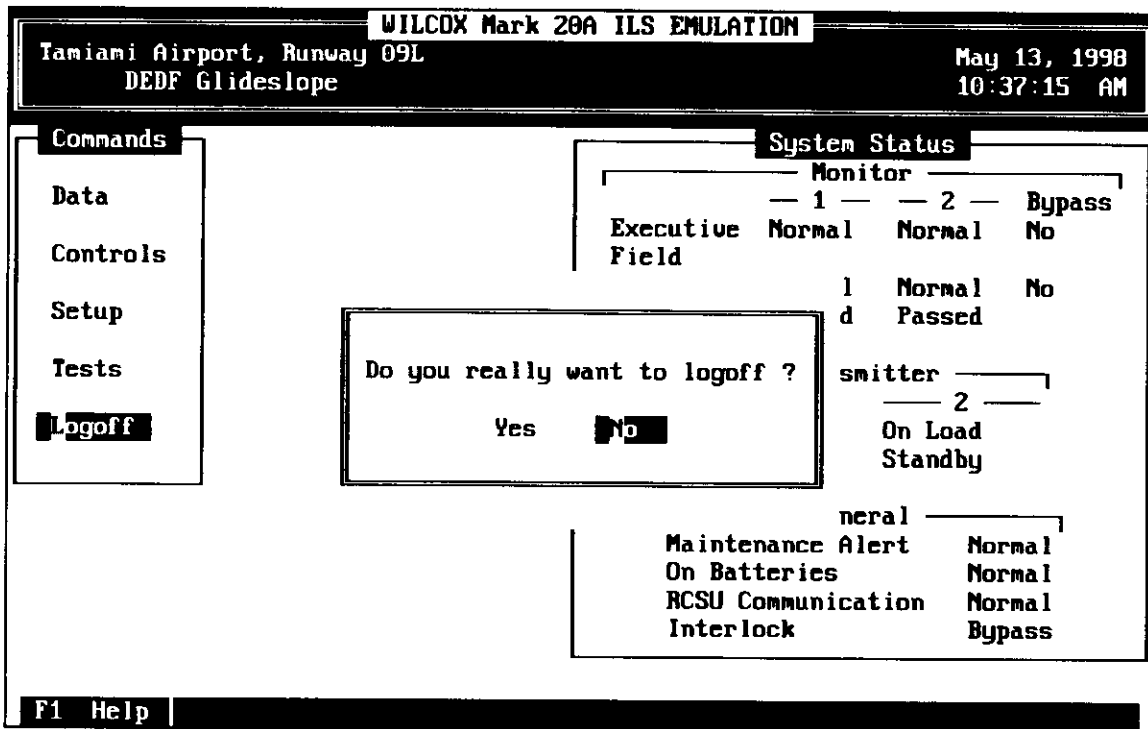 WILCOX Mark 20A ILS EMULATION
Tamiami Airport, Runway 09L May 13, 1998
DEDF Glideslope 10:37:15 AM
Commands
Data
Controls
Setup
Tests
Logoff
System Status
Monitor
1 2 Bypass
Executive Normal Normal No
Field
l Normal No
d Passed
Do you really want to logoff ?
Yes No
smitter
2
On Load
Standby
neral
Maintenance Alert Normal
On Batteries Normal
RCSU Communication Normal
Interlock Bypass
F1 Help